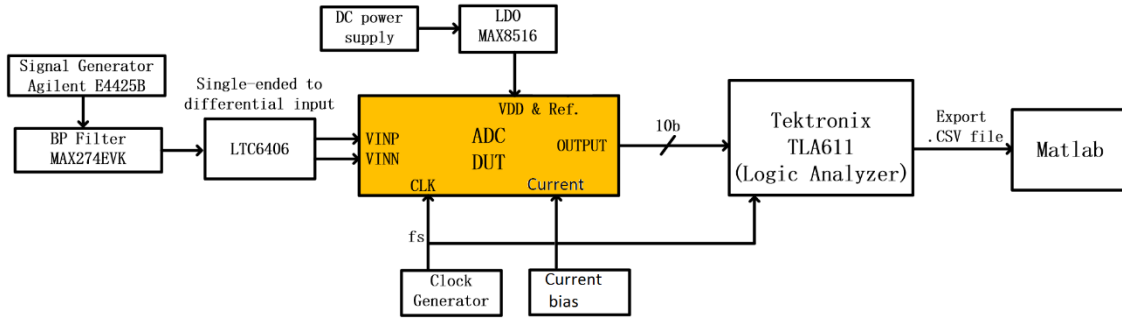 DC power
supply
LDO
MAX8516
Signal Generator
Agilent E4425B
BP Filter
MAX274EVK
Single-ended to
differential input
LTC6406
VDD & Ref.
VINP
VINN
ADC
DUT
OUTPUT
CLK
Current
10b
Tektronix
TLA611
(Logic Analyzer)
Export
.CSV file
Matlab
fs
Clock
Generator
Current
bias